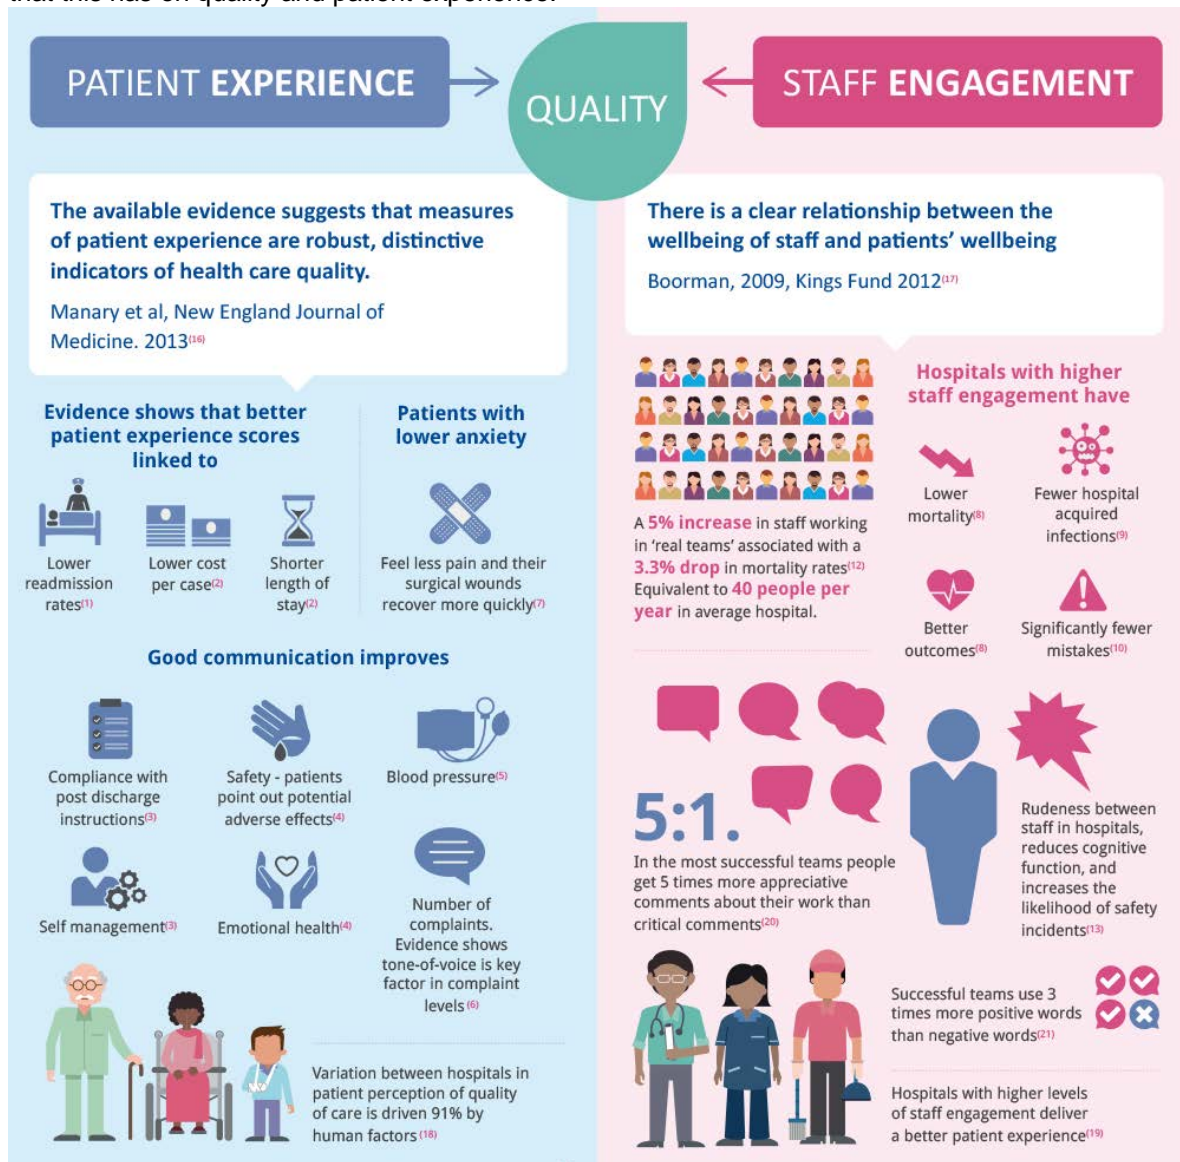 that this has on quality and patient experience.
PATIENT EXPERIENCE
QUALITY
STAFF ENGAGEMENT
The available evidence suggests that measures
of patient experience are robust, distinctive
indicators of health care quality.
Manary et al, New England Journal of
Medicine. 2013(16)
Evidence shows that better
patient experience scores
linked to
Lower
readmission
rates(1)
Lower cost
per case(2)
Shorter
length of
stay(2)
Patients with
lower anxiety
Feel less pain and their
surgical wounds
recover more quickly(7)
Good communication improves
Compliance with
post discharge
instructions(3)
Safety - patients
point out potential
adverse effects(4)
Blood pressure(5)
Self management(3)
Emotional health(4)
Number of
complaints.
Evidence shows
tone-of-voice is key
factor in complaint
levels (6)
Variation between hospitals in
patient perception of quality
of care is driven 91% by
human factors (18)
There is a clear relationship between the
wellbeing of staff and patients’ wellbeing
Boorman, 2009, Kings Fund 2012(17)
A 5% increase in staff working
in ‘real teams’ associated with a
3.3% drop in mortality rates(12)
Equivalent to 40 people per
year in average hospital.
Hospitals with higher
staff engagement have
Lower
mortality(8)
Fewer hospital
acquired
infections(9)
Better
outcomes(8)
Significantly fewer
mistakes(10)
5:1.
In the most successful teams people
get 5 times more appreciative
comments about their work than
critical comments(20)
Rudeness between
staff in hospitals,
reduces cognitive
function, and
increases the
likelihood of safety
incidents(13)
Successful teams use 3
times more positive words
than negative words(21)
Hospitals with higher levels
of staff engagement deliver
a better patient experience(19)